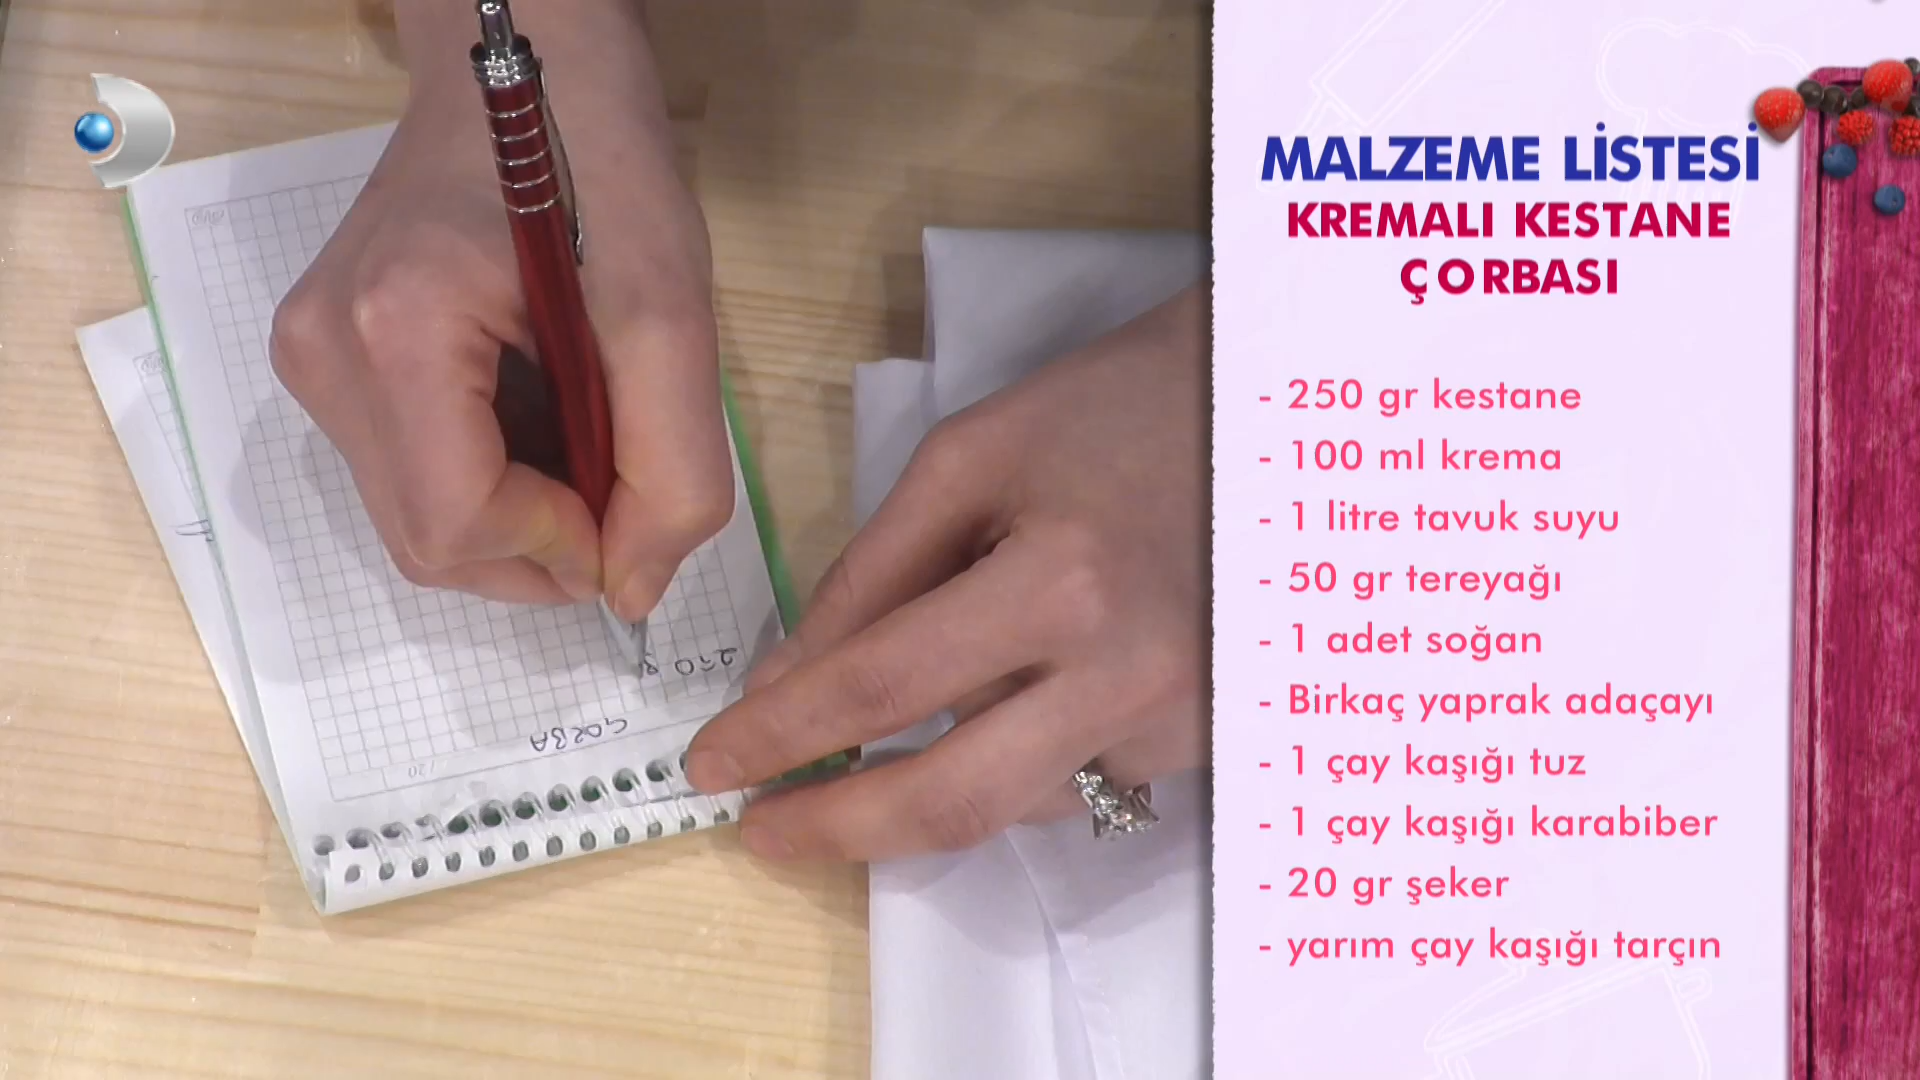 MALZEME LİSTESİ
KREMALI KESTANE
ÇORBASI
- 250 gr kestane
- 100 ml krema
- 1 litre tavuk suyu
- 50 gr tereyağı
- 1 adet soğan
- Birkaç yaprak adaçayı
- 1 çay kaşığı tuz
- 1 çay kaşığı karabiber
- 20 gr şeker
- yarım çay kaşığı tarçın
/ 20
ÇORBA
250 g